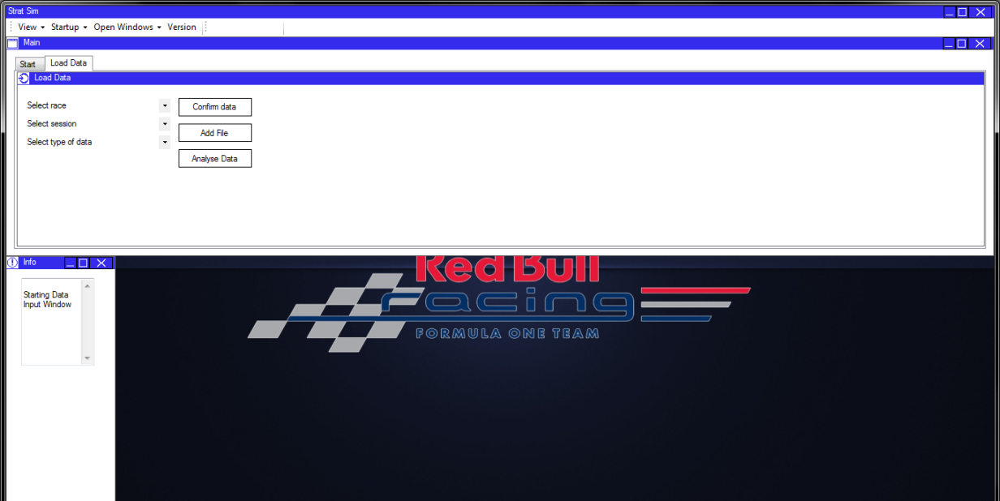 Strat Sim
View Startup Open Windows Version
Main
Start Load Data
Load Data
Select race
Select session
Select type of data
Confirm data
Add File
Analyse Data
Info
Starting Data
Input Window
Red Bull
racing
FORMULA ONE TEAM